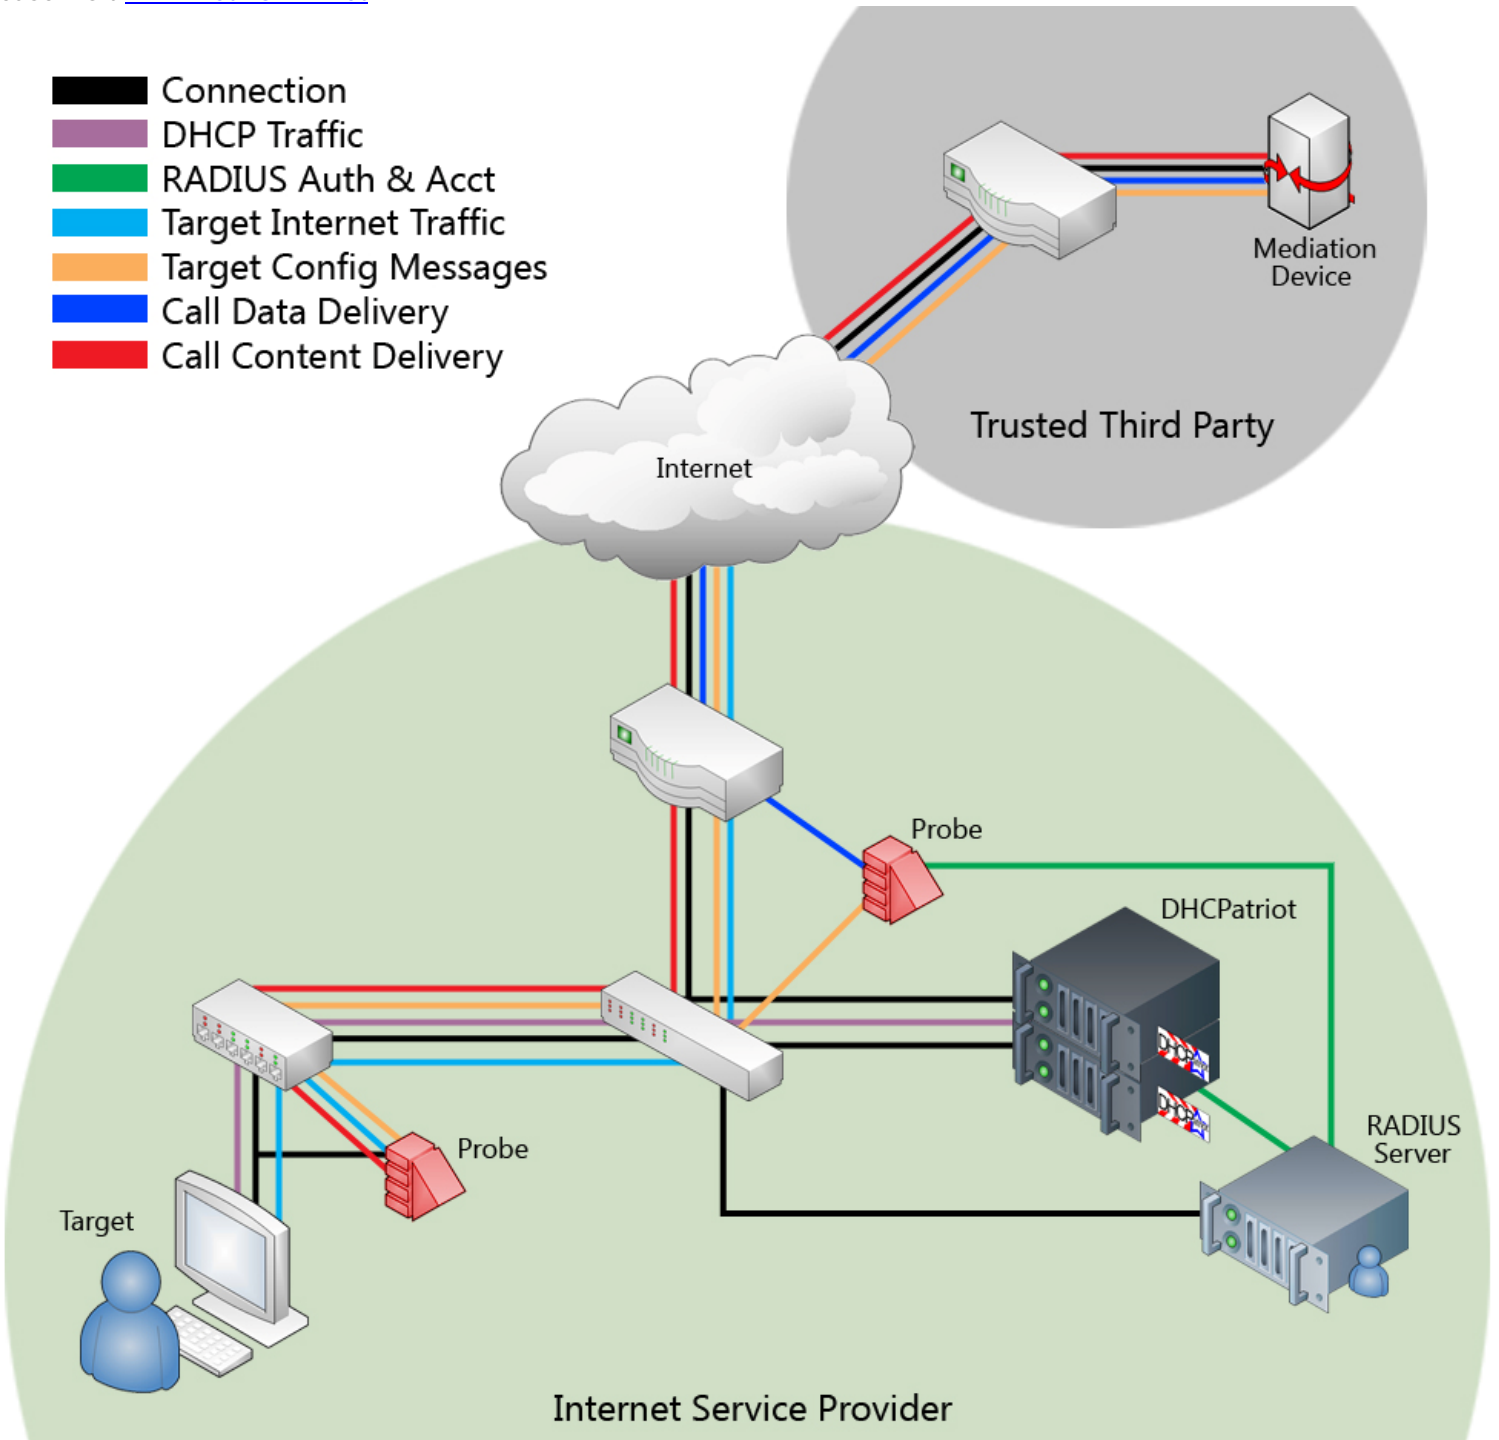 Connection
DHCP Traffic
RADIUS Auth & Acct
Target Internet Traffic
Target Config Messages
Call Data Delivery
Call Content Delivery
Mediation
Device
Trusted Third Party
Internet
Probe
DHCPatriot
RADIUS
Server
Probe
Target
Internet Service Provider